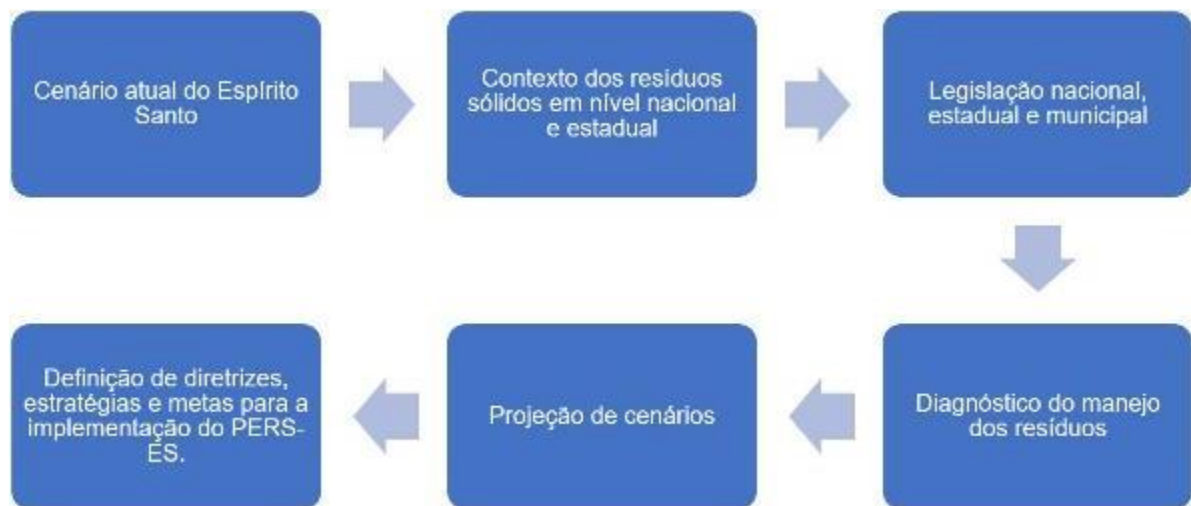 Cenário atual do Espírito
Santo
Contexto dos resíduos
sólidos em nível nacional
e estadual
Legislação nacional,
estadual e municipal
Diagnóstico do manejo
dos resíduos
Projeção de cenários
Definição de diretrizes,
estratégias e metas para a
implementação do PERS-
ES.